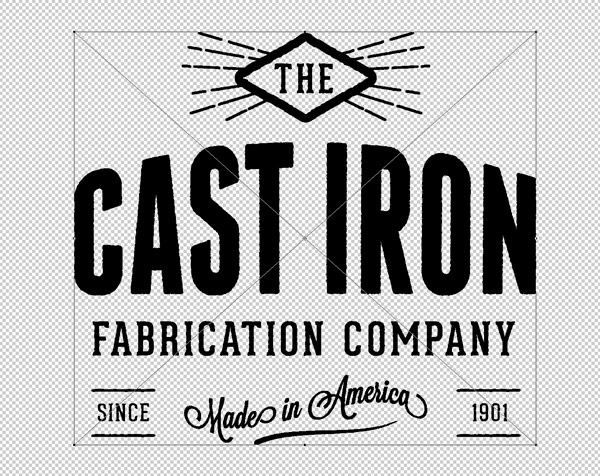 THE
CAST IRON
FABRICATION COMPANY
SINCE
Made in America
1901